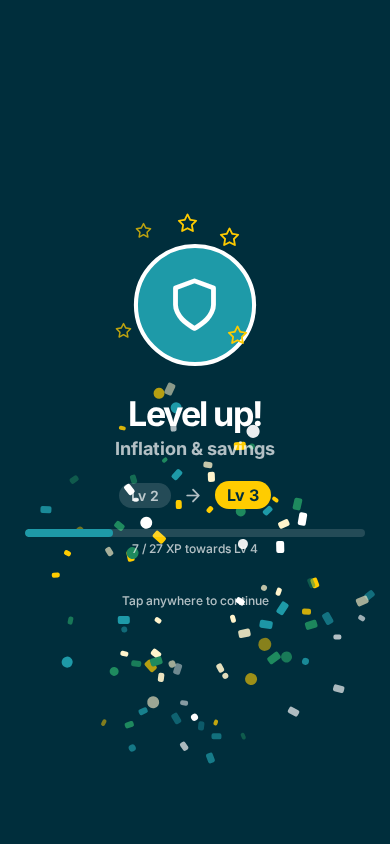 Level up!
Inflation & savings
Lv 2 → Lv 3
7 / 27 XP towards Lv 4
Tap anywhere to continue